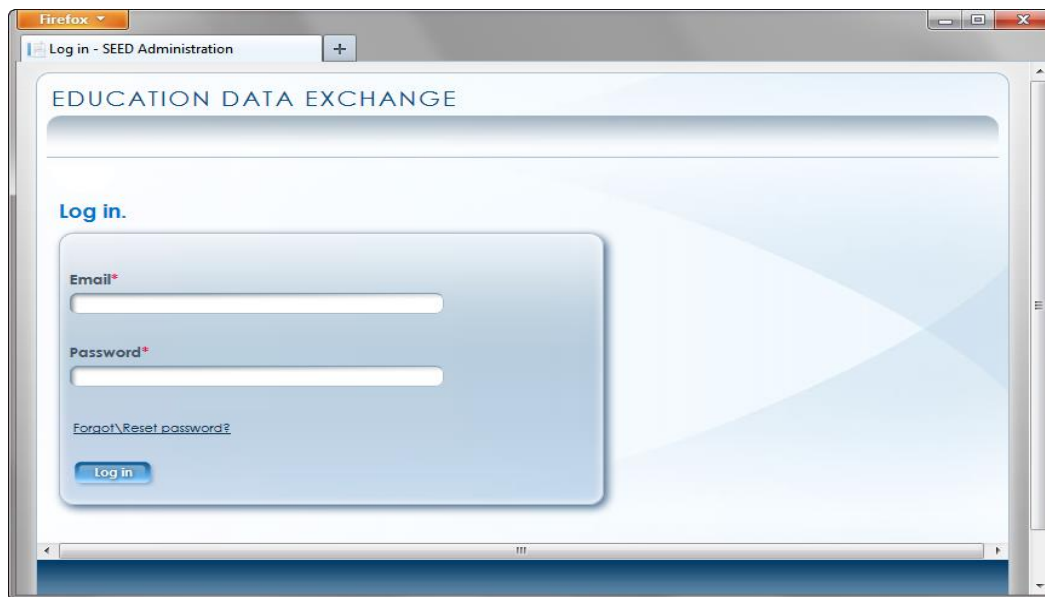 Firefox
Log in - SEED Administration
EDUCATION DATA EXCHANGE
Log in.
Email*
Password*
Forgot\Reset password?
Log in